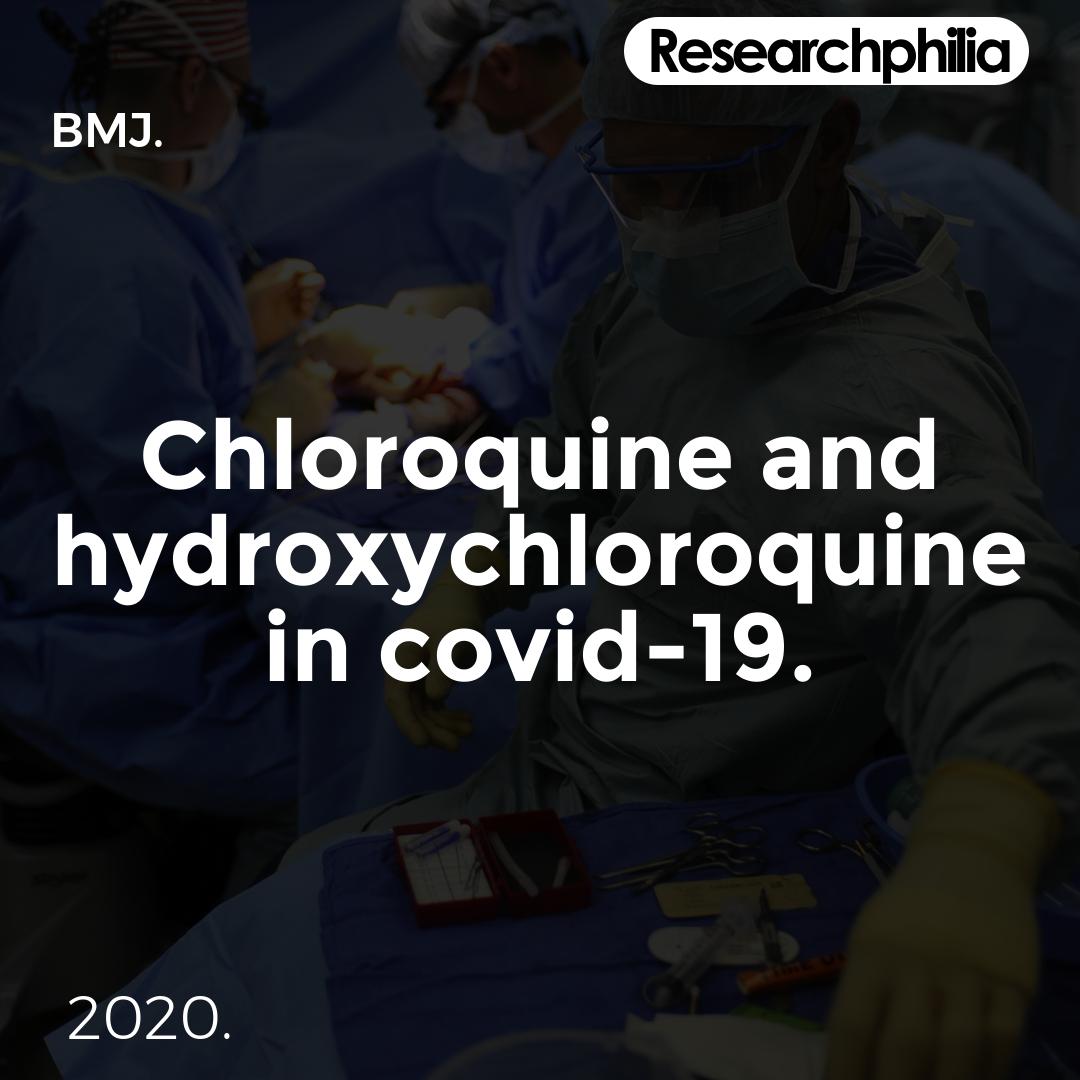 Researchphilia
BMJ.
Chloroquine and
hydroxychloroquine
in covid-19.
2020.